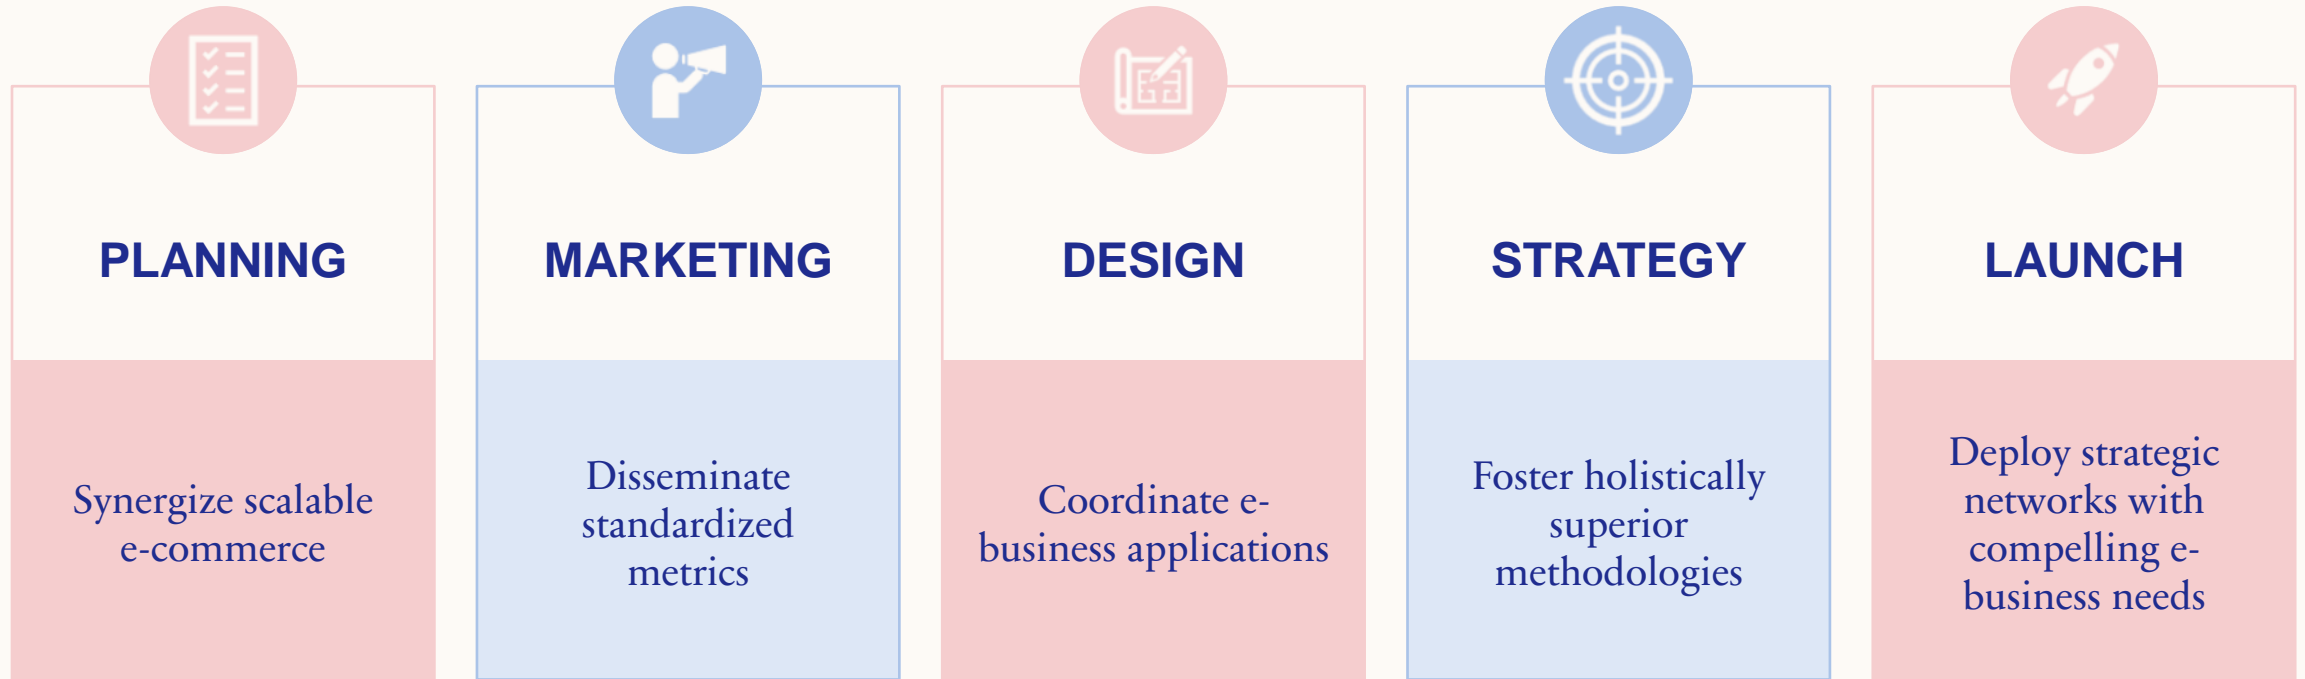 PLANNING
Synergize scalable
e-commerce
MARKETING
Disseminate
standardized
metrics
DESIGN
Coordinate e-
business applications
STRATEGY
Foster holistically
superior
methodologies
LAUNCH
Deploy strategic
networks with
compelling e-
business needs